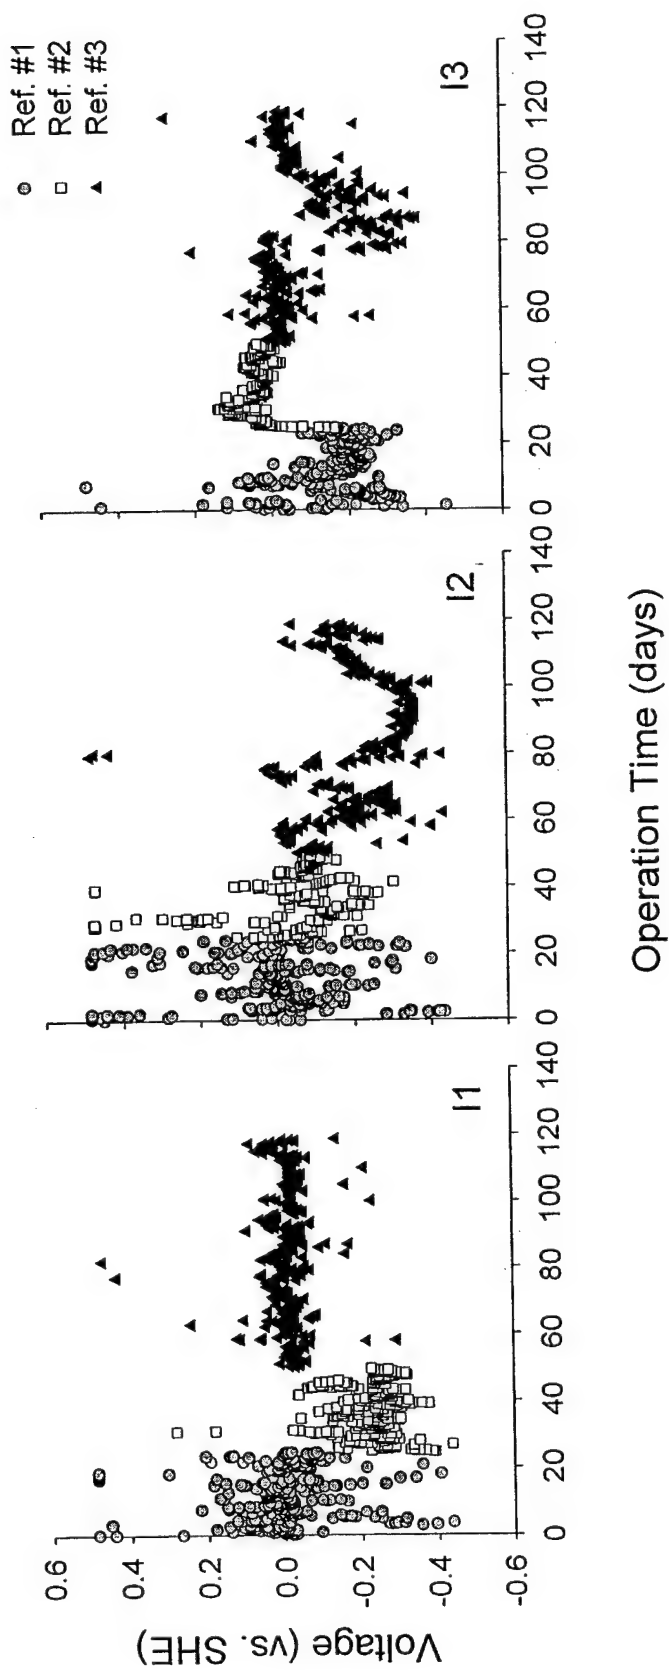 Ref. #1
Ref. #2
Ref. #3
Voltage (vs. SHE)
0.6
0.4
0.2
0.0
-0.2
-0.4
-0.6
0 20 40 60 80 100 120 140
I1
0 20 40 60 80 100 120 140
I2
0 20 40 60 80 100 120 140
I3
Operation Time (days)